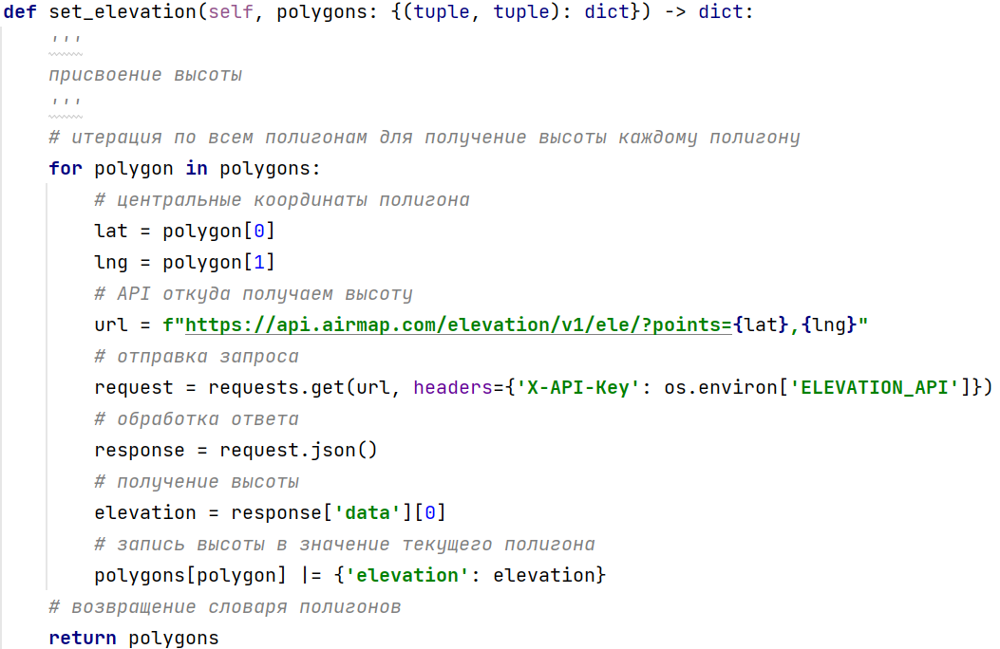 def set_elevation(self, polygons: {(tuple, tuple): dict}) -> dict:
    '''
    присвоение высоты
    '''
    # итерация по всем полигонам для получение высоты каждому полигону
    for polygon in polygons:
        # центральные координаты полигона
        lat = polygon[0]
        lng = polygon[1]
        # API откуда получаем высоту
        url = f"https://api.airmap.com/elevation/v1/ele/?points={lat},{lng}"
        # отправка запроса
        request = requests.get(url, headers={'X-API-Key': os.environ['ELEVATION_API']})
        # обработка ответа
        response = request.json()
        # получение высоты
        elevation = response['data'][0]
        # запись высоты в значение текущего полигона
        polygons[polygon] |= {'elevation': elevation}
    # возвращение словаря полигонов
    return polygons